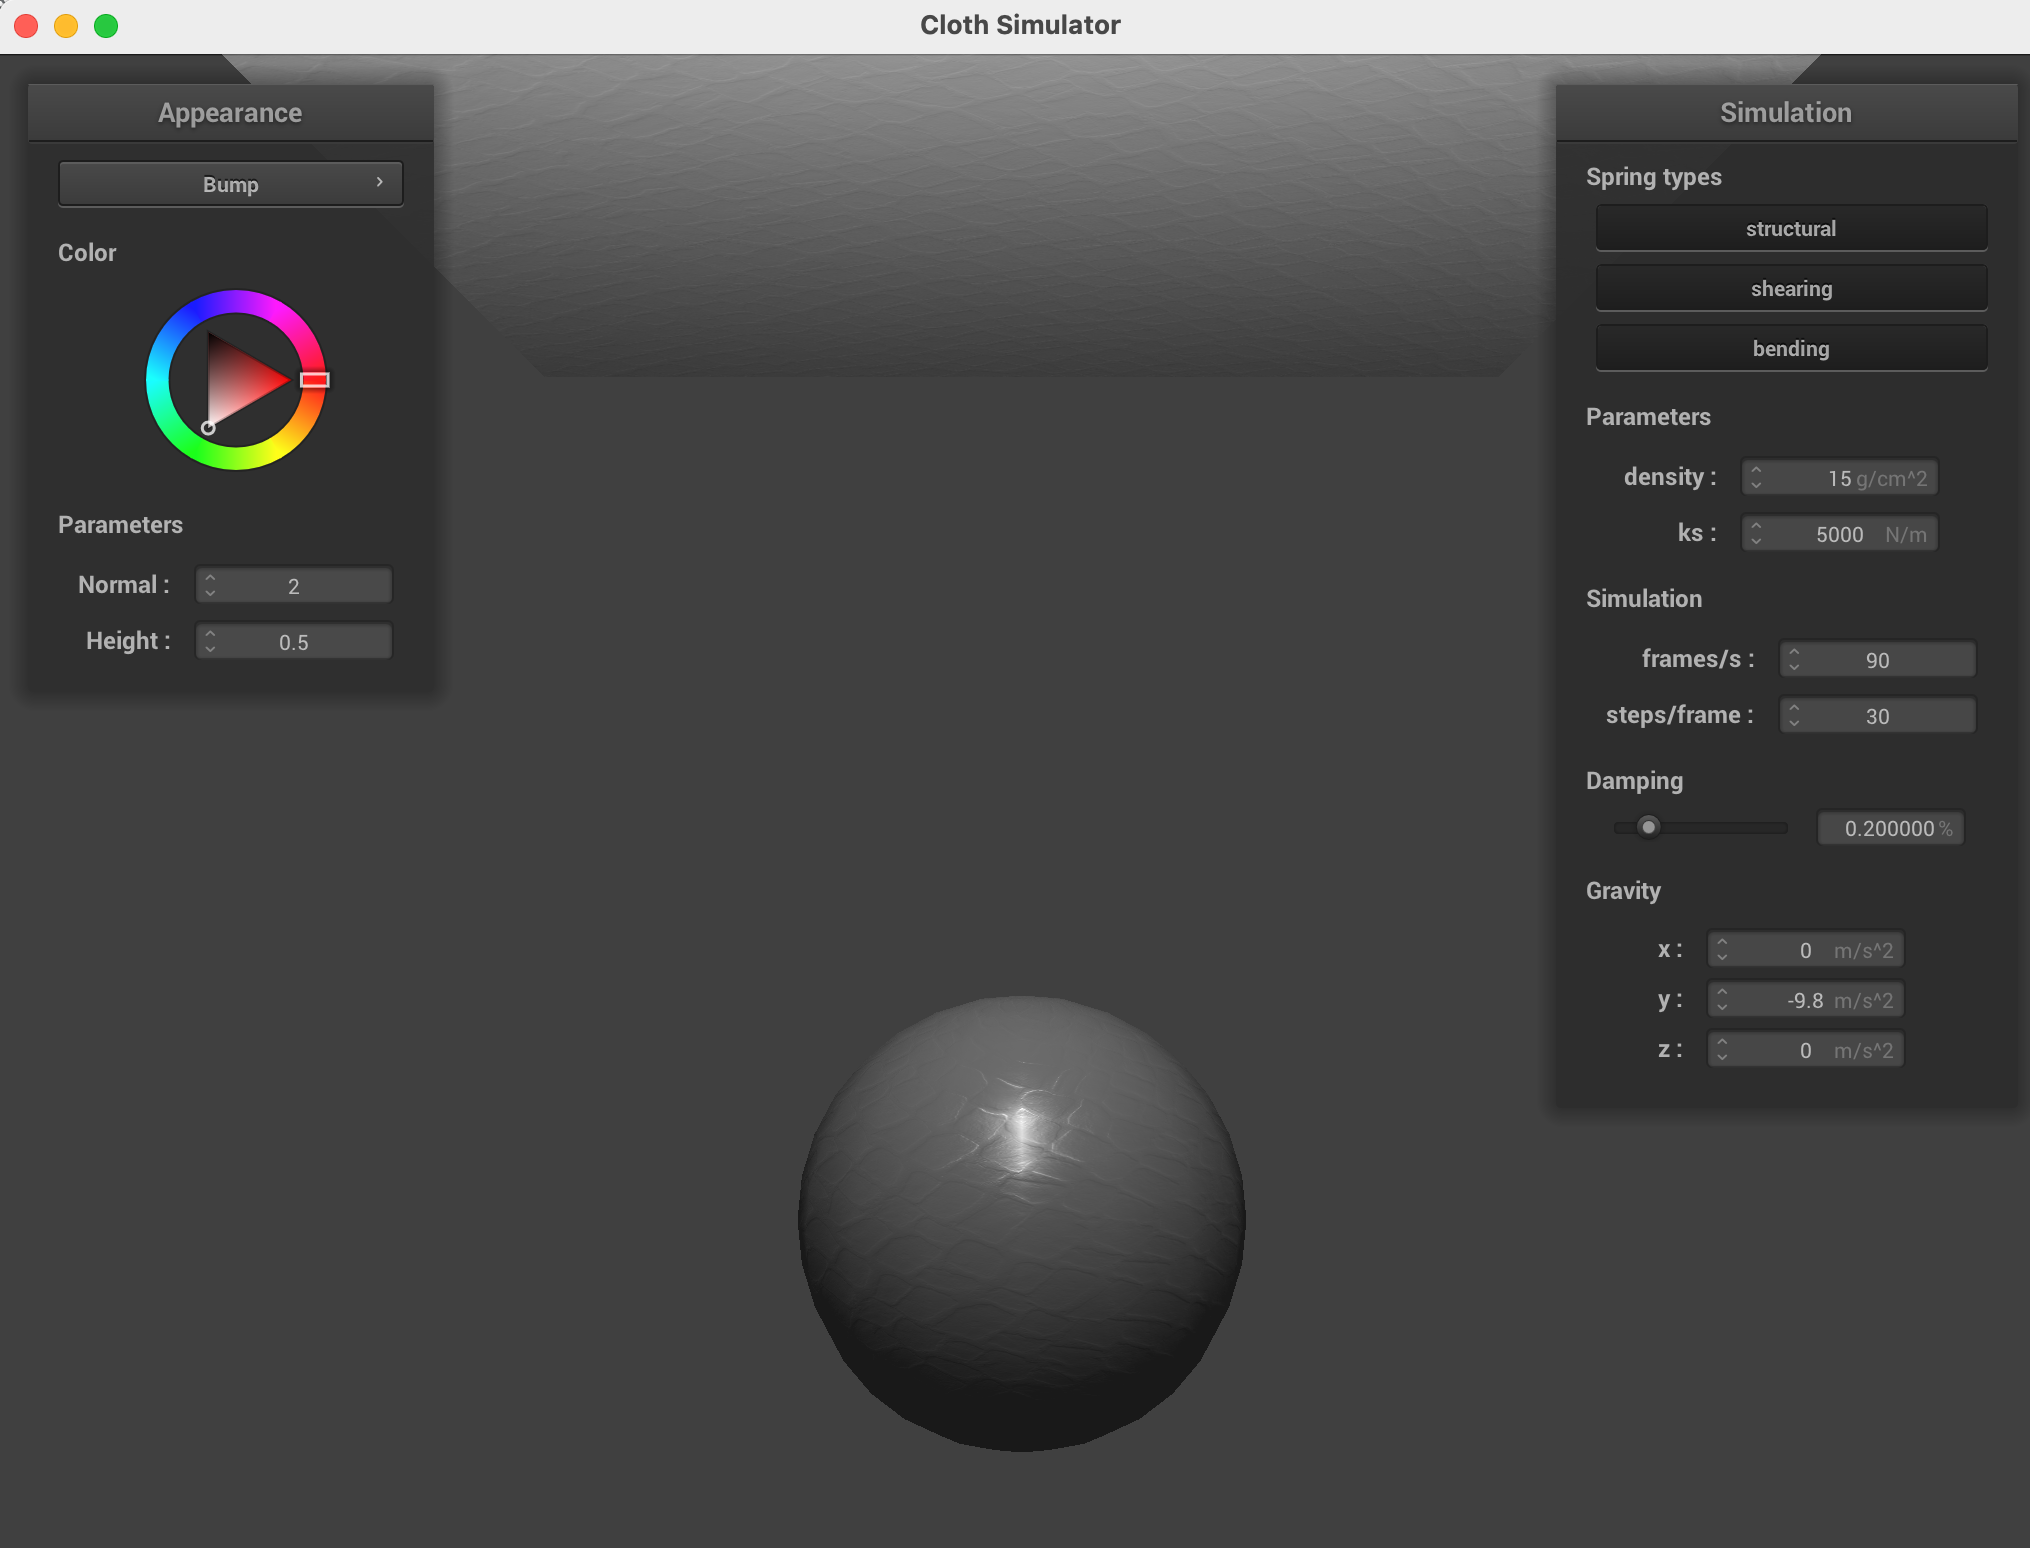 Cloth Simulator
Appearance
Bump
Color
Parameters
Normal : 2
Height : 0.5
Simulation
Spring types
structural
shearing
bending
Parameters
density : 15 g/cm^2
ks : 5000 N/m
Simulation
frames/s : 90
steps/frame : 30
Damping
0.200000 %
Gravity
x : 0 m/s^2
y : -9.8 m/s^2
z : 0 m/s^2